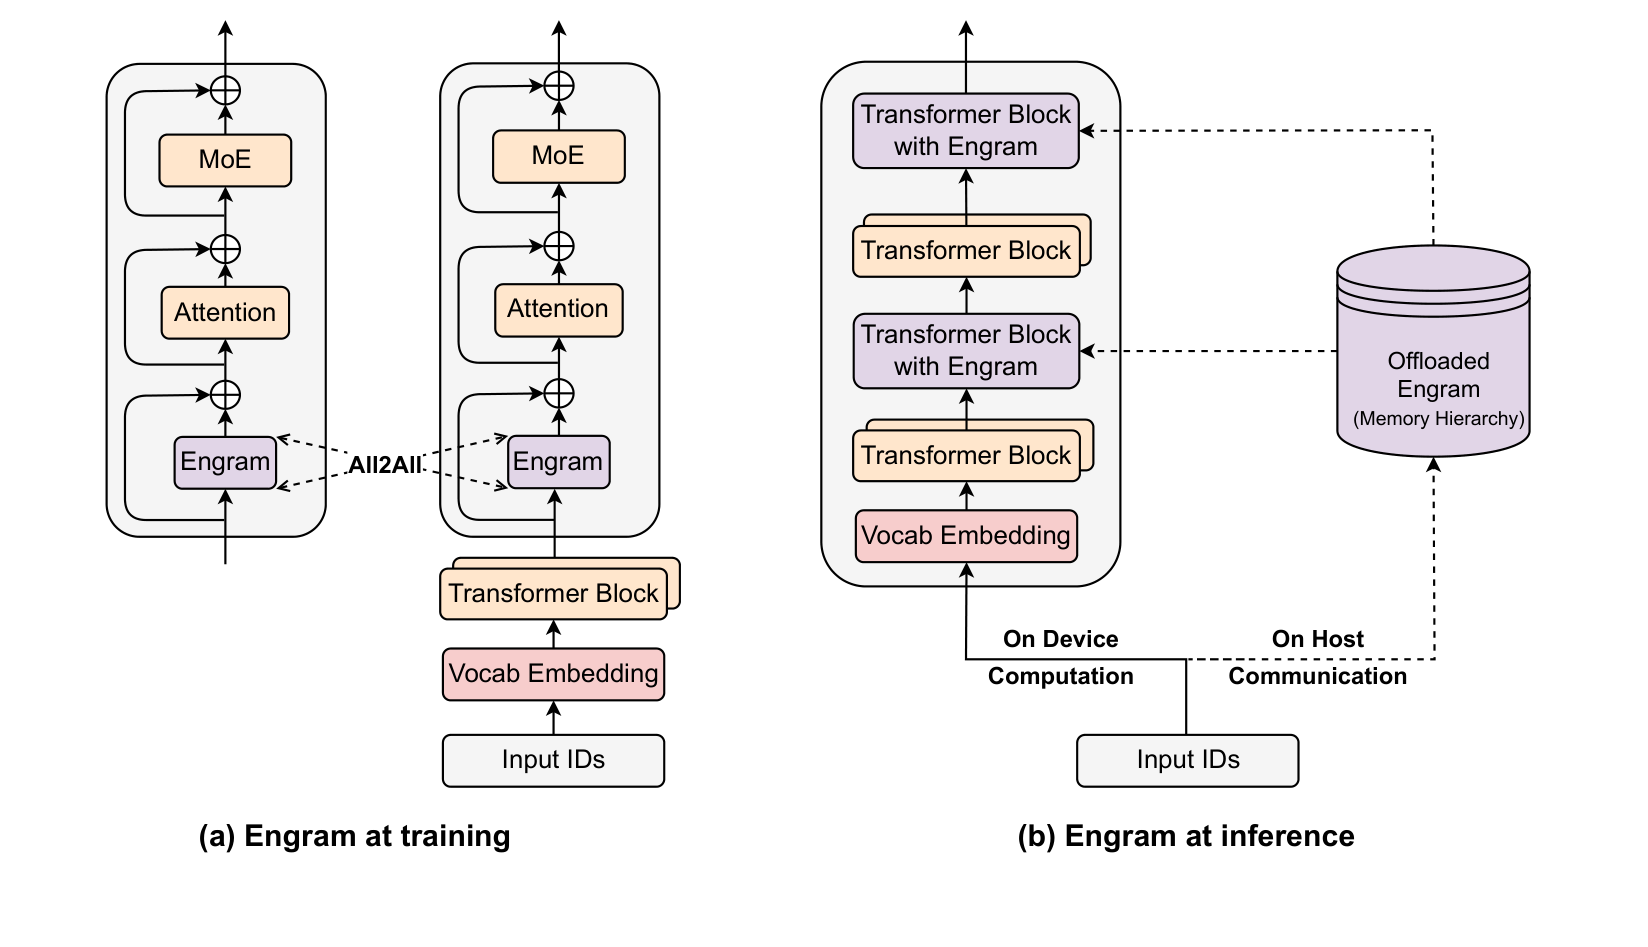 MoE
Attention
Engram
All2All
MoE
Attention
Engram
Transformer Block
Vocab Embedding
Input IDs
(a) Engram at training
Transformer Block
with Engram
Transformer Block
Transformer Block
with Engram
Transformer Block
Vocab Embedding
Offloaded
Engram
(Memory Hierarchy)
On Device
Computation
On Host
Communication
Input IDs
(b) Engram at inference